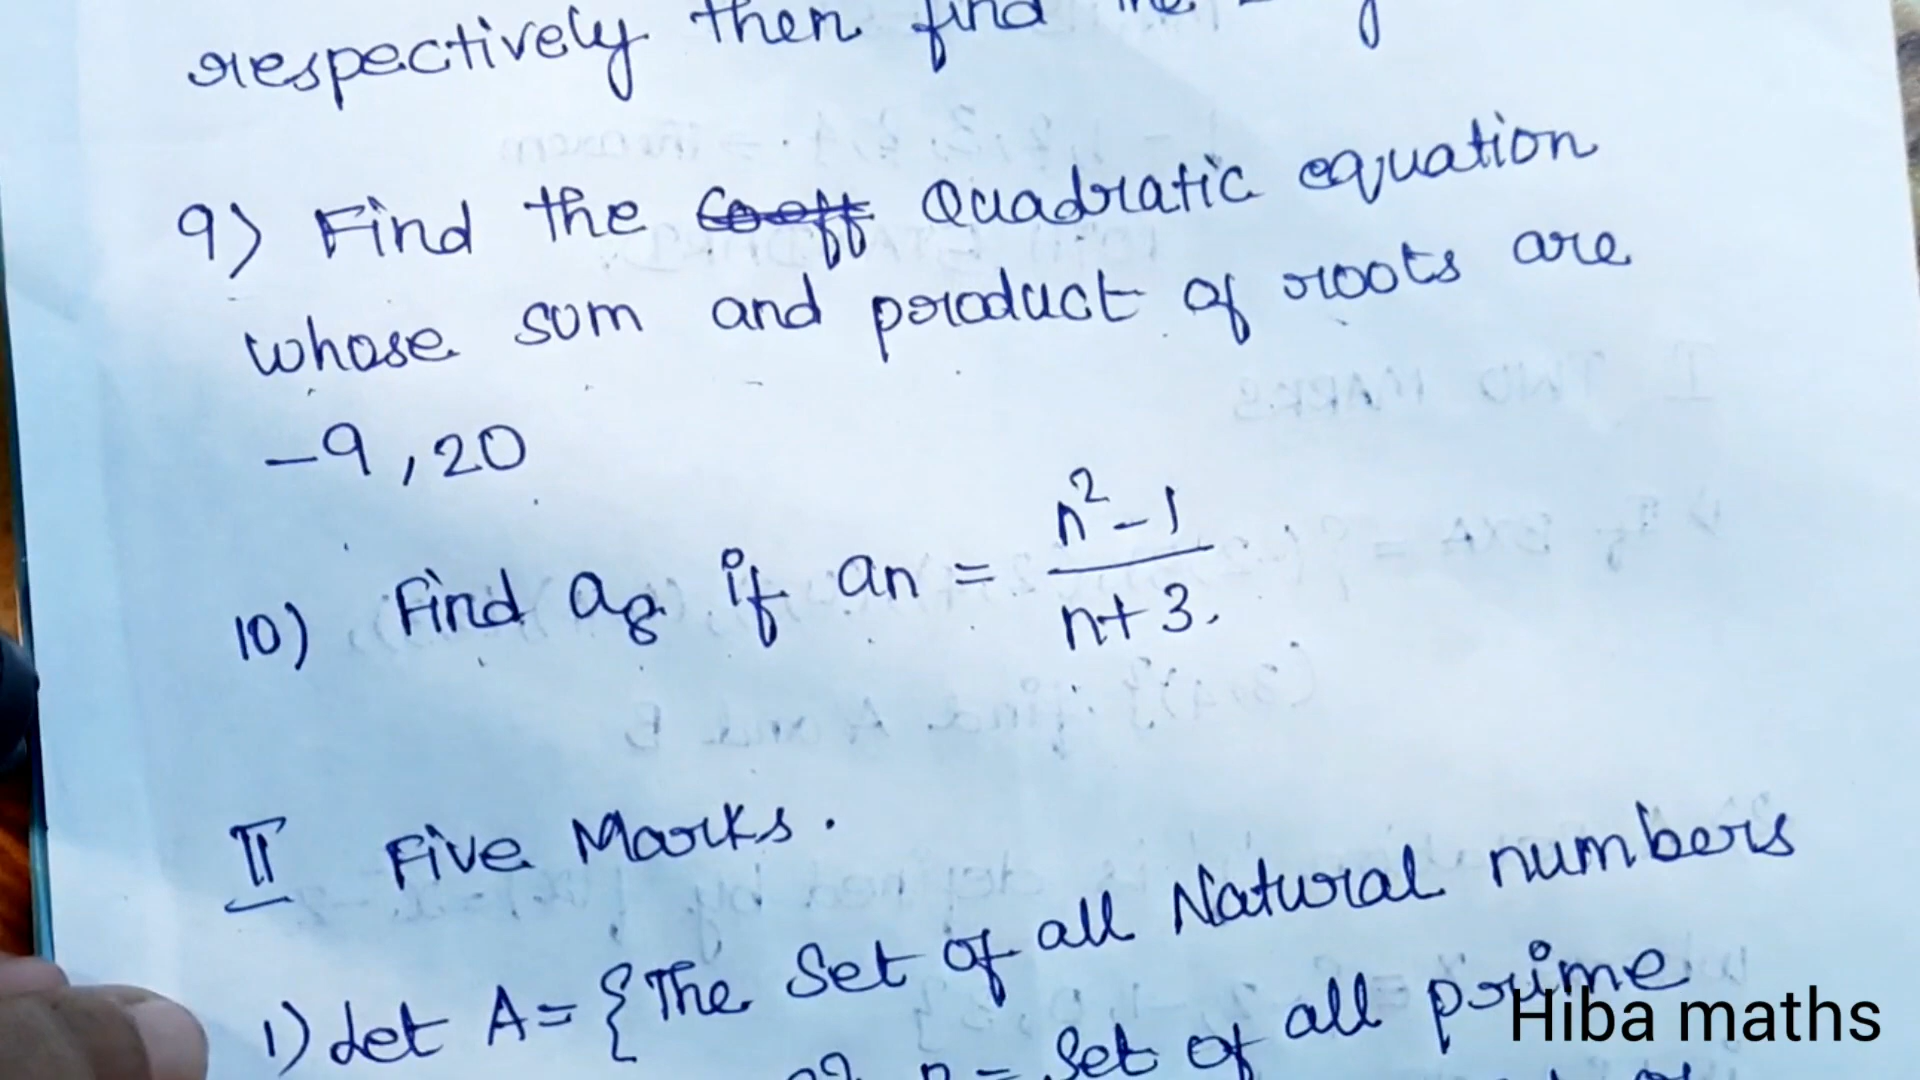 respectively then find the
9) Find the Coeff Quadratic equation
whose sum and product of roots are
-9, 20
10) Find a₈ if an = n²-1 / n+3.
II Five Marks.
1) Let A = {The Set of all Natural numbers
Set of all prime
Hiba maths